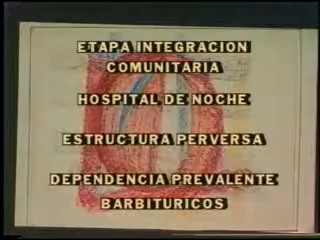 ETAPA INTEGRACION
COMUNITARIA
HOSPITAL DE NOCHE
ESTRUCTURA PERVERSA
DEPENDENCIA PREVALENTE
BARBITURICOS